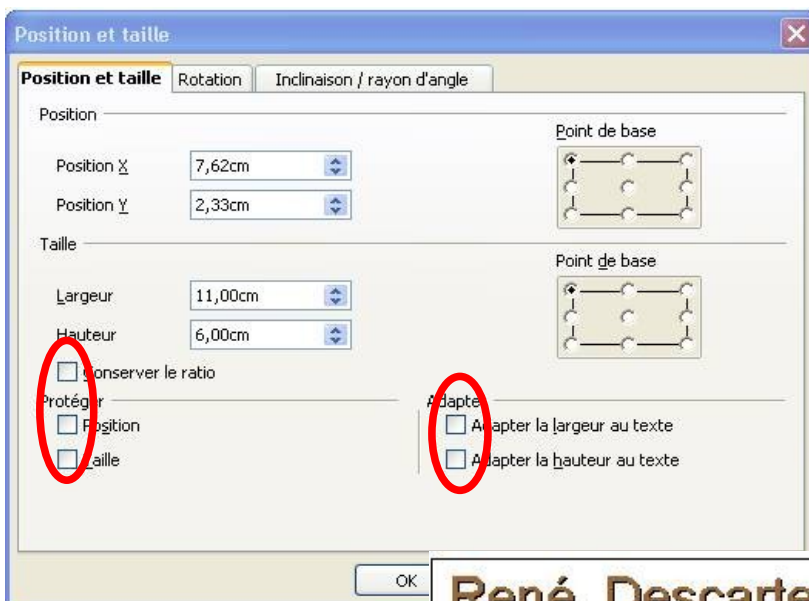 Position et taille
Position et taille Rotation Inclinaison / rayon d'angle
Position
Point de base
Position X 7,62cm
Position Y 2,33cm
Taille
Point de base
Largeur 11,00cm
Hauteur 6,00cm
Conserver le ratio
Protéger Adapter
Position Adapter la largeur au texte
Taille Adapter la hauteur au texte
OK
René Descarte